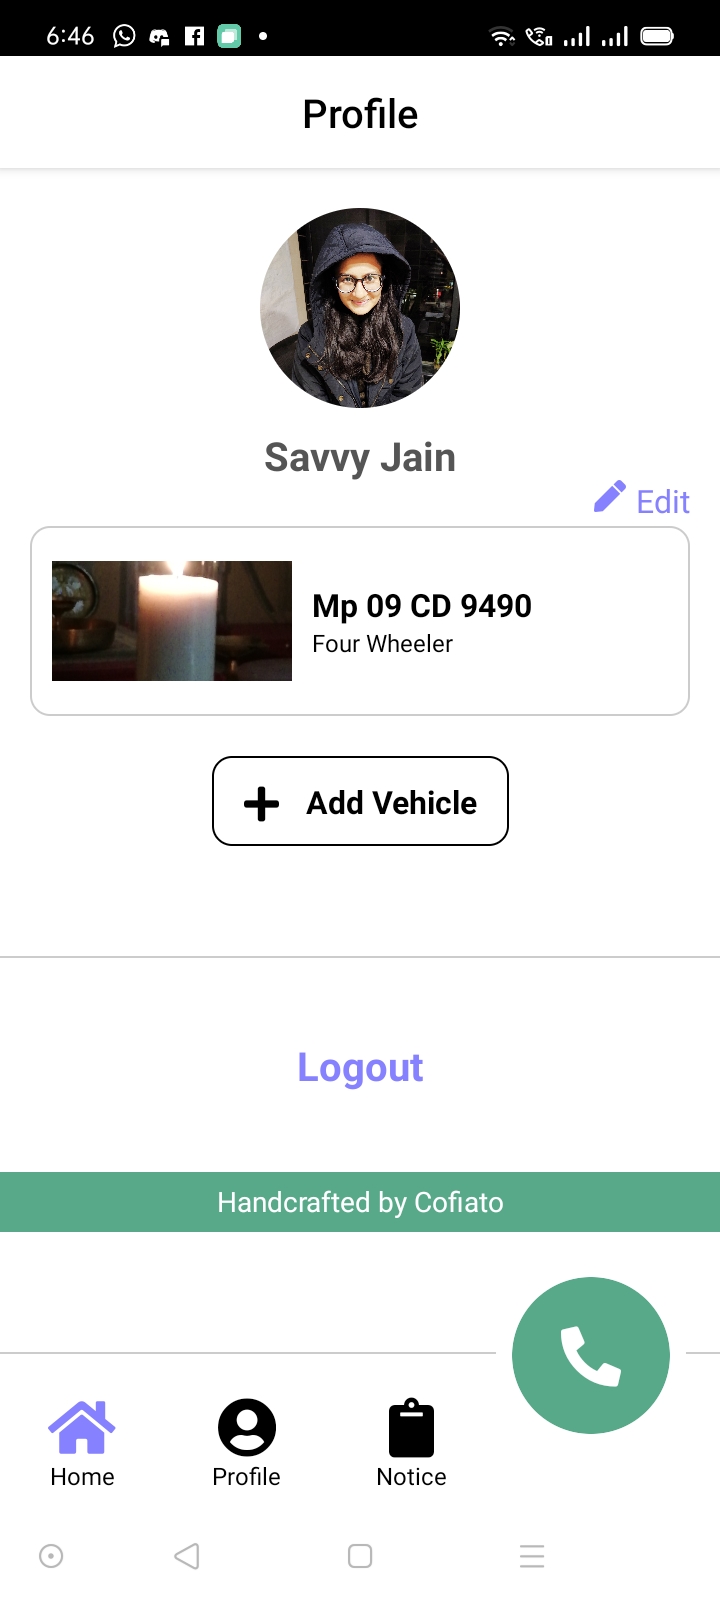 6:46
Profile
Savvy Jain
Edit
Mp 09 CD 9490
Four Wheeler
Add Vehicle
Logout
Handcrafted by Cofiato
Home
Profile
Notice